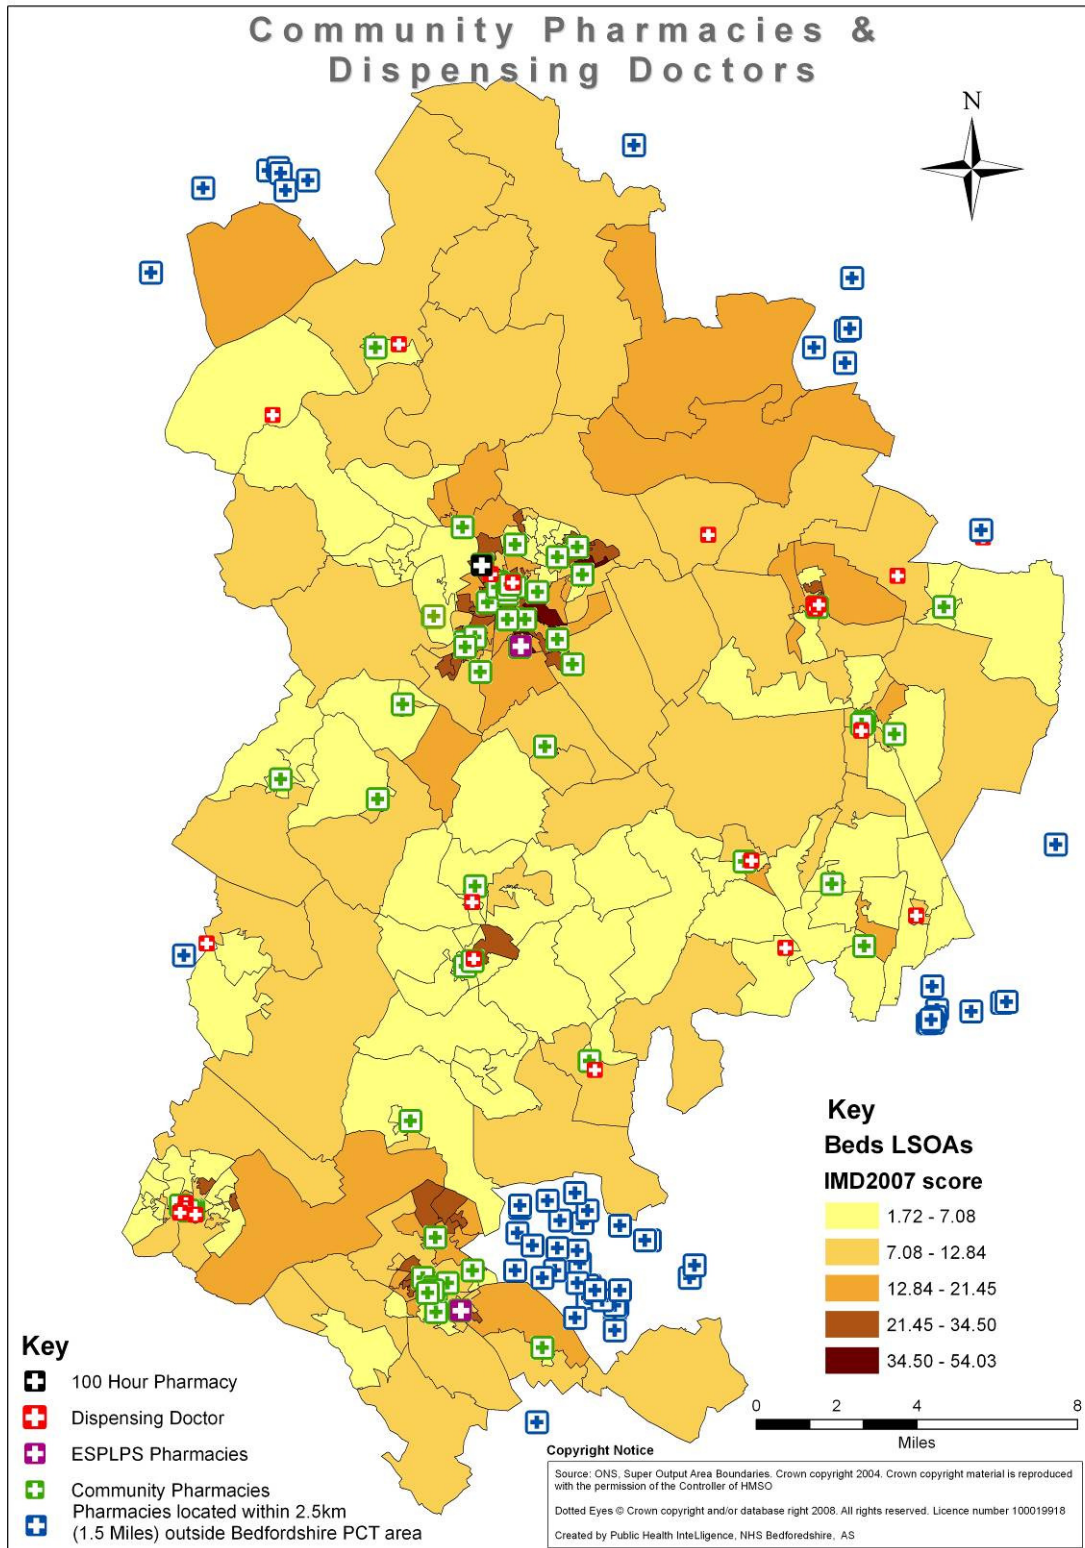 Community Pharmacies &
Dispensing Doctors
N
Key
Beds LSOAs
IMD2007 score
1.72 - 7.08
7.08 - 12.84
12.84 - 21.45
21.45 - 34.50
34.50 - 54.03
Key
100 Hour Pharmacy
Dispensing Doctor
ESPLPS Pharmacies
Community Pharmacies
Pharmacies located within 2.5km
(1.5 Miles) outside Bedfordshire PCT area
0 2 4 8
Miles
Copyright Notice
Source: ONS, Super Output Area Boundaries. Crown copyright 2004. Crown copyright material is reproduced
with the permission of the Controller of HMSO
Dotted Eyes © Crown copyright and/or database right 2008. All rights reserved. Licence number 100019918
Created by Public Health InteLligence, NHS Bedforedshire, AS